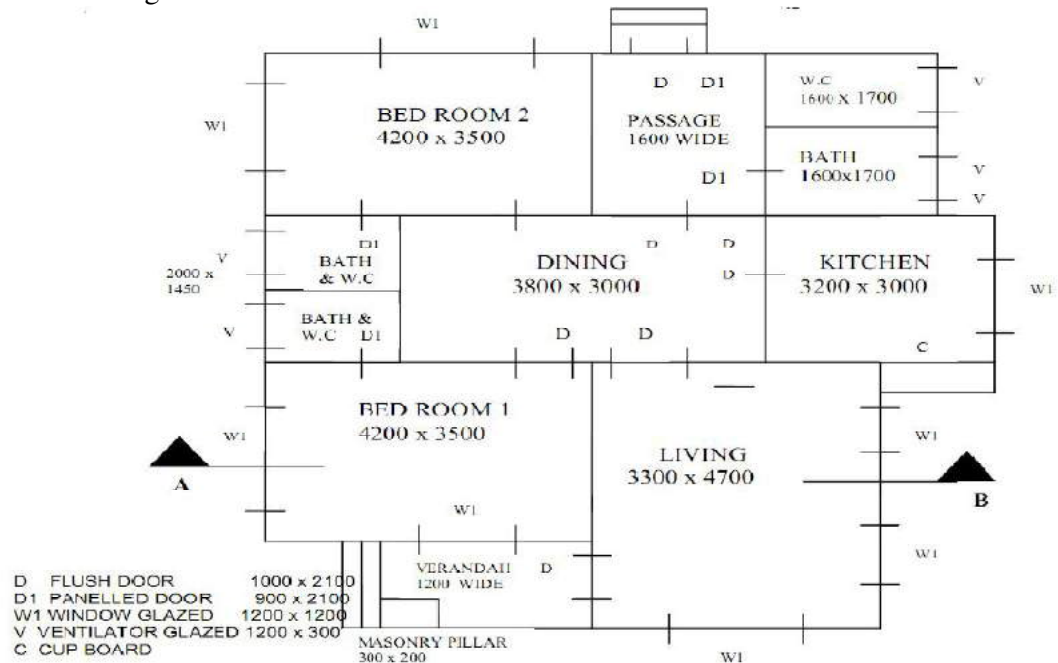 W1
D D1
W.C
1600 x 1700
V
W1
BED ROOM 2
4200 x 3500
PASSAGE
1600 WIDE
D1
BATH
1600x1700
V
V
D1
BATH
& W.C
V
2000 x
1450
D D
D
DINING
3800 x 3000
KITCHEN
3200 x 3000
W1
BATH &
W.C D1
V
D D
C
BED ROOM 1
4200 x 3500
W1
A
LIVING
3300 x 4700
W1
B
W1
W1
VERANDAH D
1200 WIDE
D FLUSH DOOR 1000 x 2100
D1 PANELLED DOOR 900 x 2100
W1 WINDOW GLAZED 1200 x 1200
V VENTILATOR GLAZED 1200 x 300
C CUP BOARD
MASONRY PILLAR
300 x 200
W1